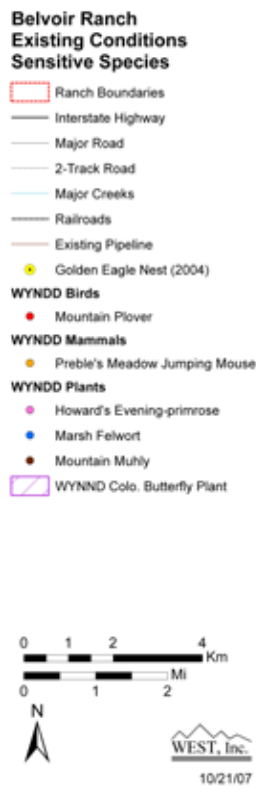 Belvoir Ranch
Existing Conditions
Sensitive Species
Ranch Boundaries
Interstate Highway
Major Road
2-Track Road
Major Creeks
Railroads
Existing Pipeline
Golden Eagle Nest (2004)
WYNDD Birds
Mountain Plover
WYNDD Mammals
Preble's Meadow Jumping Mouse
WYNDD Plants
Howard's Evening-primrose
Marsh Felwort
Mountain Muhly
WYNND Colo. Butterfly Plant
0 1 2 4
Km
Mi
0 1 2
N
WEST, Inc.
10/21/07